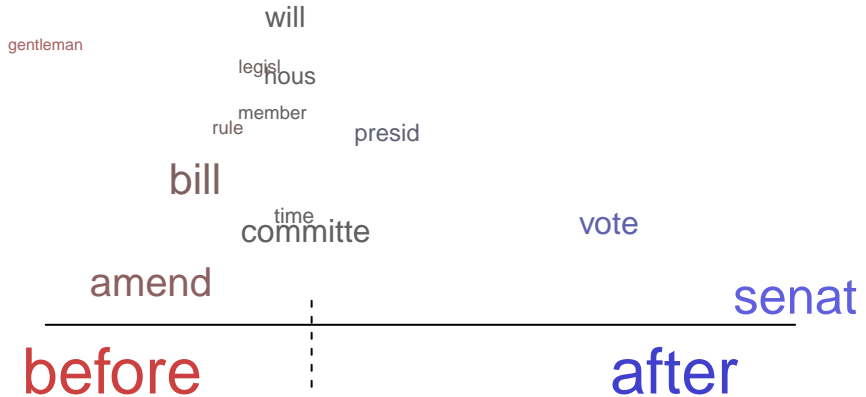 will
gentleman
legisl
hous
member
rule
presid
bill
time
committe
vote
amend
senat
before after